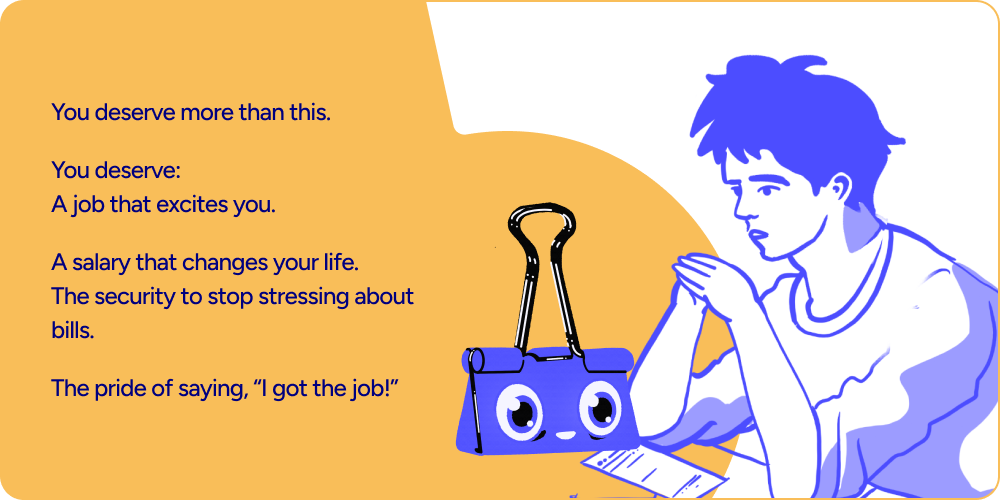 You deserve more than this.
You deserve:
A job that excites you.
A salary that changes your life.
The security to stop stressing about
bills.
The pride of saying, “I got the job!”